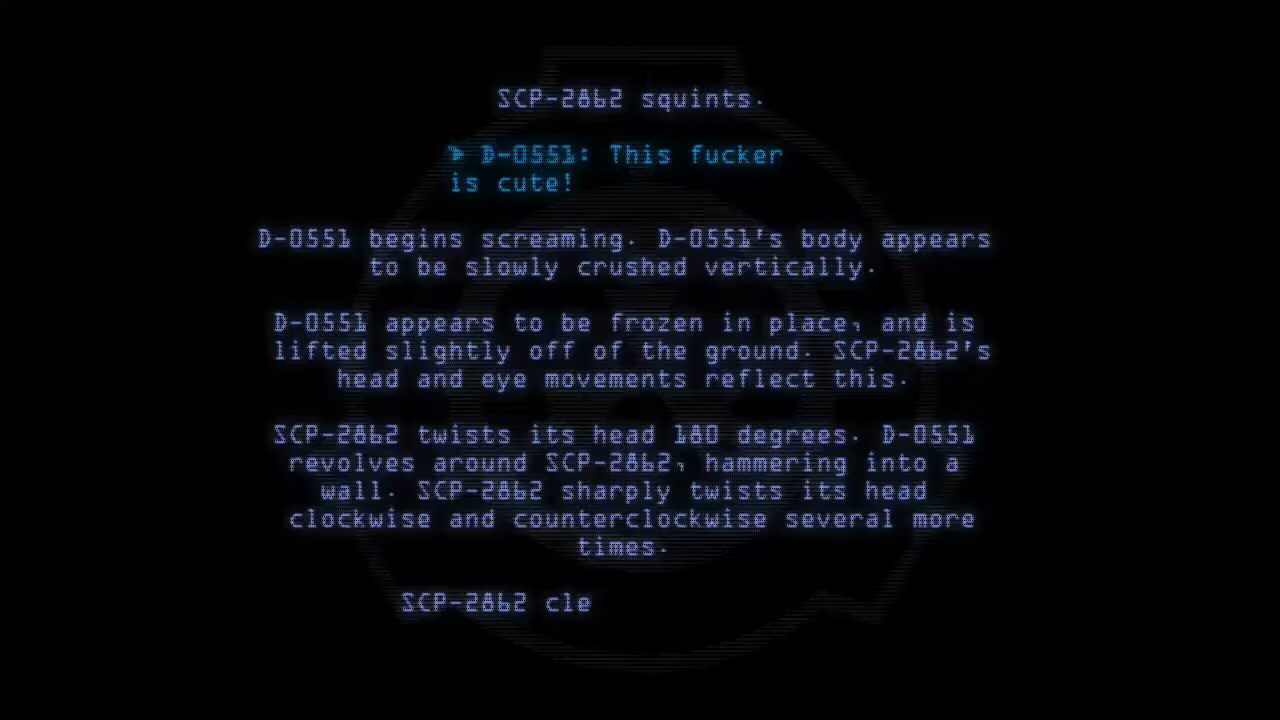 SCP-2862 squints.
> D-0551: This fucker
is cute!
D-0551 begins screaming. D-0551's body appears
to be slowly crushed vertically.
D-0551 appears to be frozen in place, and is
lifted slightly off of the ground. SCP-2862's
head and eye movements reflect this.
SCP-2862 twists its head 180 degrees. D-0551
revolves around SCP-2862, hammering into a
wall. SCP-2862 sharply twists its head
clockwise and counterclockwise several more
times.
SCP-2862 cle